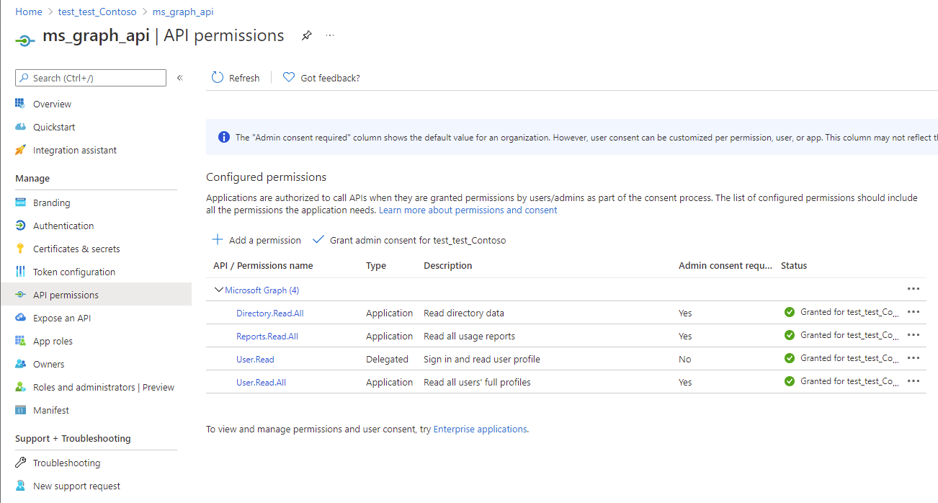 Home > test_test_Contoso > ms_graph_api
ms_graph_api | API permissions
Search (Ctrl+/)
Overview
Quickstart
Integration assistant
Manage
Branding
Authentication
Certificates & secrets
Token configuration
API permissions
Expose an API
App roles
Owners
Roles and administrators | Preview
Manifest
Support + Troubleshooting
Troubleshooting
New support request
Refresh
Got feedback?
The "Admin consent required" column shows the default value for an organization. However, user consent can be customized per permission, user, or app. This column may not reflect
Configured permissions
Applications are authorized to call APIs when they are granted permissions by users/admins as part of the consent process. The list of configured permissions should include
all the permissions the application needs. Learn more about permissions and consent
Add a permission Grant admin consent for test_test_Contoso
API / Permissions name Type Description Admin consent requ... Status
Microsoft Graph (4)
Directory.Read.All Application Read directory data Yes Granted for test_test_Co...
Reports.Read.All Application Read all usage reports Yes Granted for test_test_Co...
User.Read Delegated Sign in and read user profile No Granted for test_test_Co...
User.Read.All Application Read all users' full profiles Yes Granted for test_test_Co...
To view and manage permissions and user consent, try Enterprise applications.